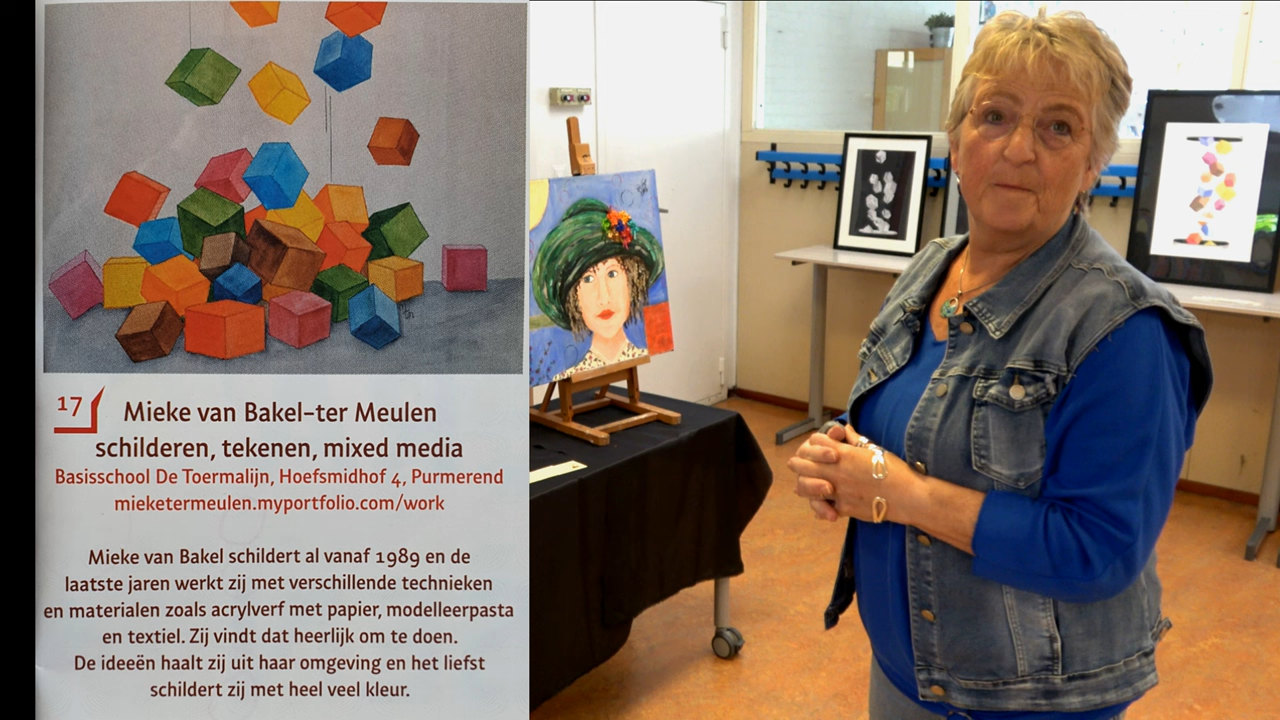 17
Mieke van Bakel-ter Meulen
schilderen, tekenen, mixed media
Basisschool De Toermalijn, Hoefsmidhof 4, Purmerend
mieketermeulen.myportfolio.com/work
Mieke van Bakel schildert al vanaf 1989 en de
laatste jaren werkt zij met verschillende technieken
en materialen zoals acrylverf met papier, modelleerpasta
en textiel. Zij vindt dat heerlijk om te doen.
De ideeën haalt zij uit haar omgeving en het liefst
schildert zij met heel veel kleur.